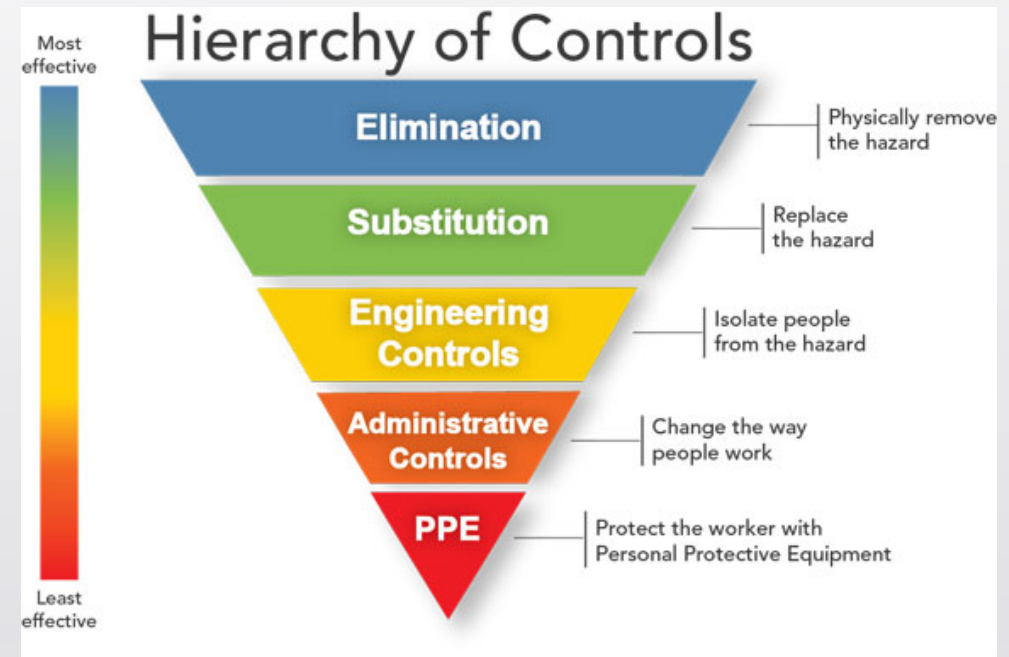 Hierarchy of Controls
Most
effective
Elimination
Physically remove
the hazard
Substitution
Replace
the hazard
Engineering
Controls
Isolate people
from the hazard
Administrative
Controls
Change the way
people work
PPE
Protect the worker with
Personal Protective Equipment
Least
effective